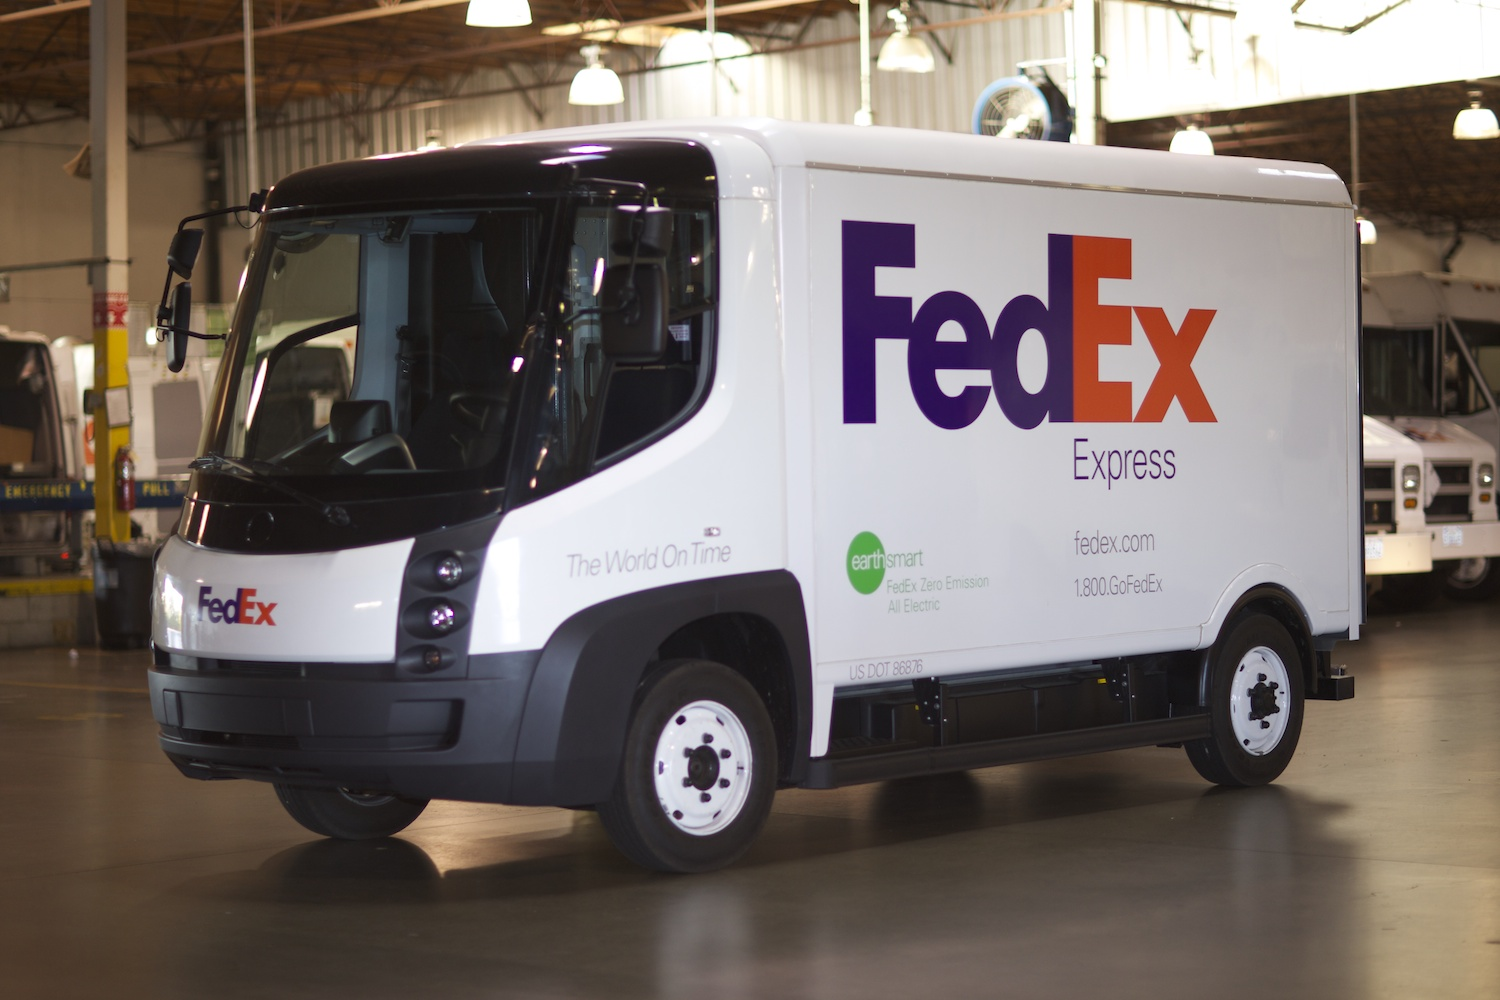 FedEx
Express
fedex.com
1.800.GoFedEx
earthsmart
FedEx Zero Emission
All Electric
The World On Time
FedEx
US DOT 86876
EMERGENCY
PULL